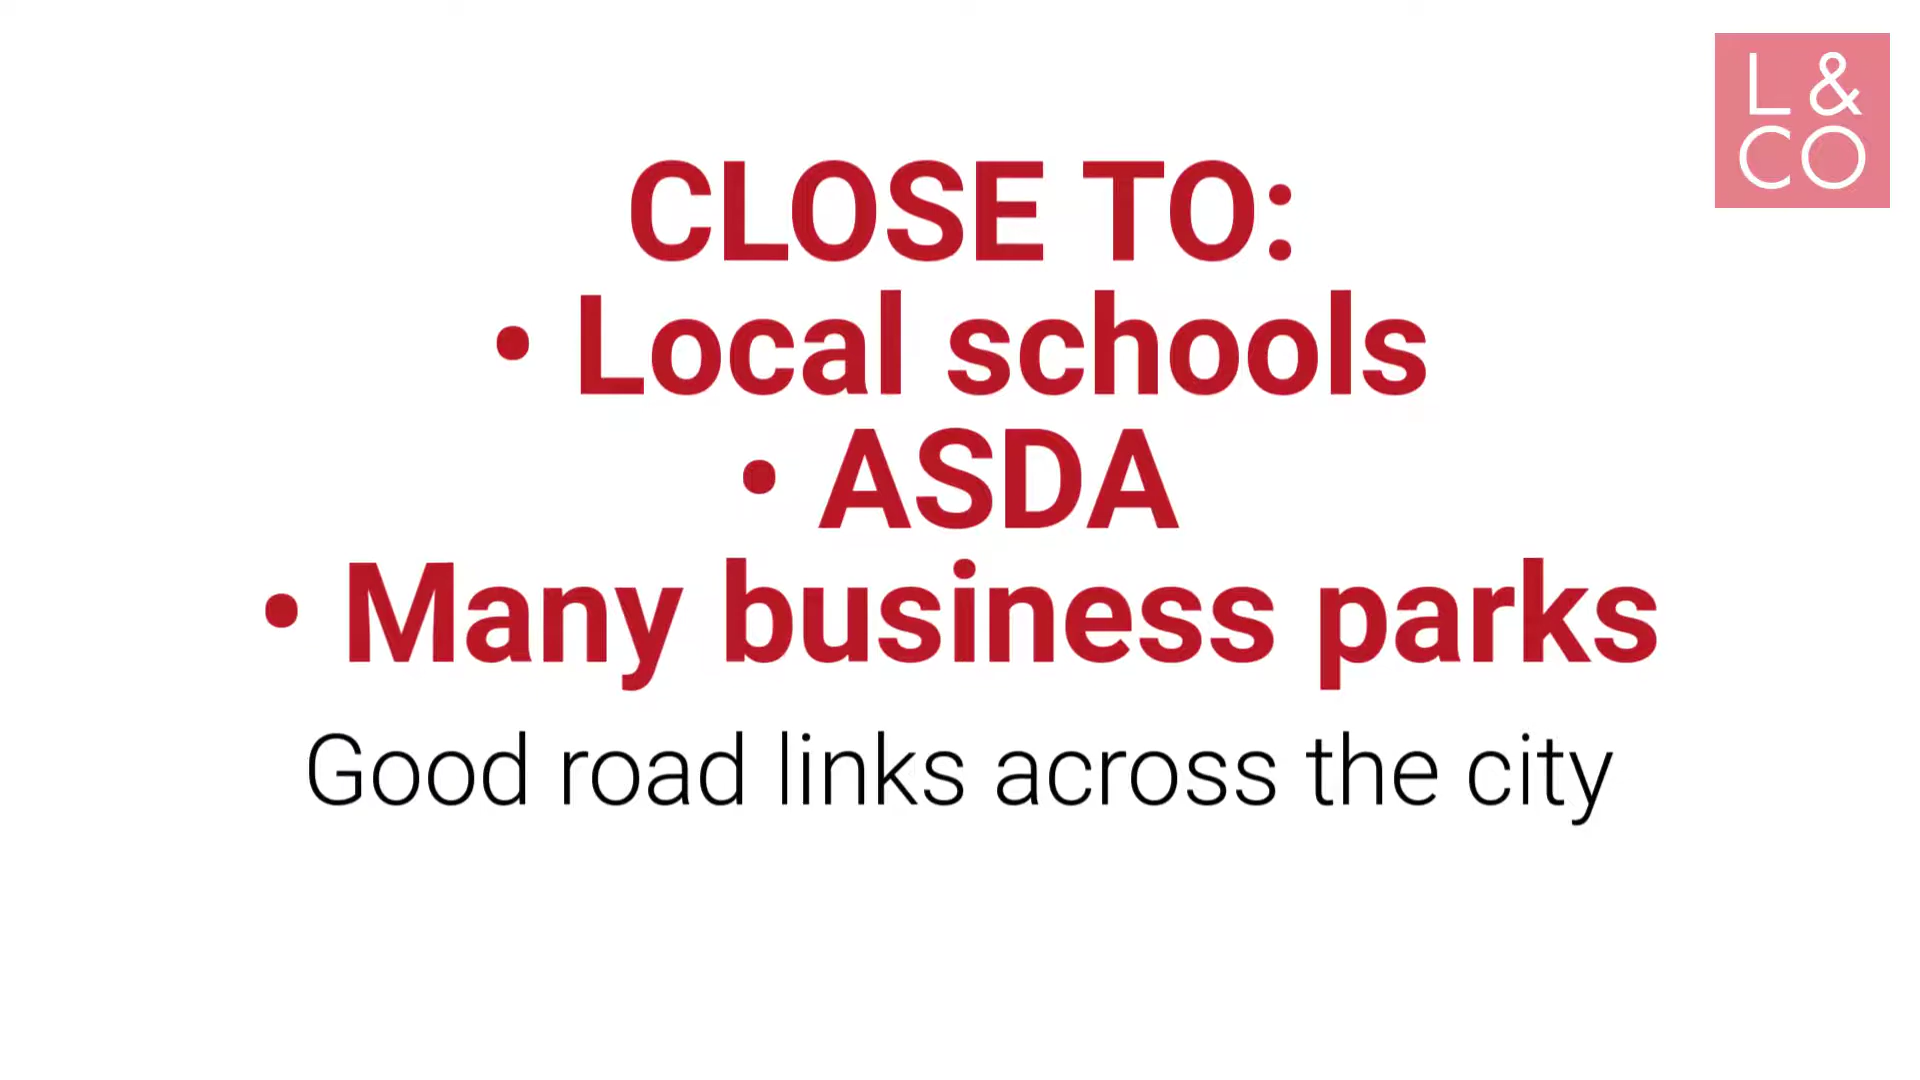 L &
CO
CLOSE TO:
• Local schools
• ASDA
• Many business parks
Good road links across the city